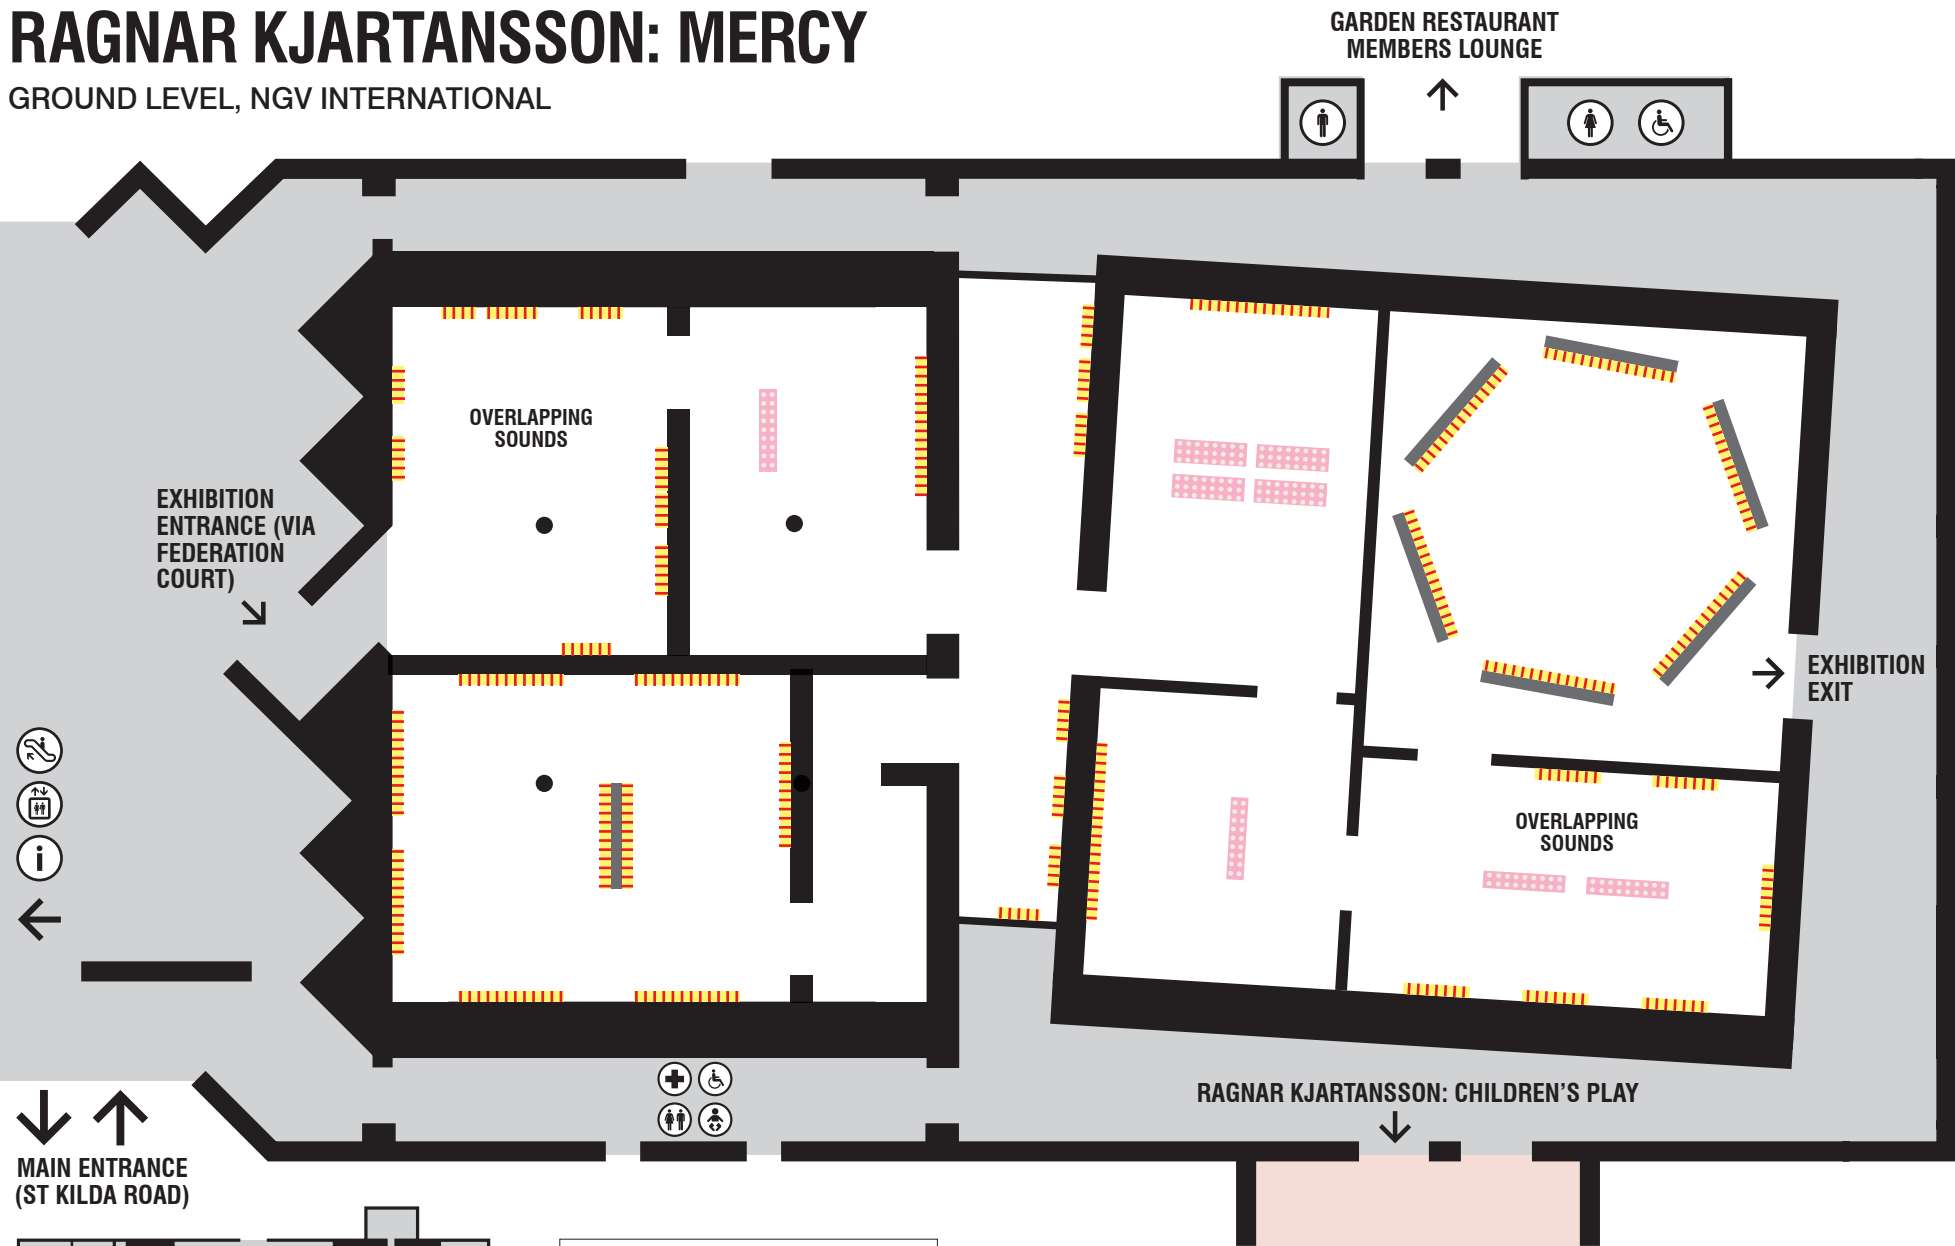 RAGNAR KJARTANSSON: MERCY
GROUND LEVEL, NGV INTERNATIONAL
GARDEN RESTAURANT
MEMBERS LOUNGE
OVERLAPPING
SOUNDS
EXHIBITION
ENTRANCE (VIA
FEDERATION
COURT)
EXHIBITION
EXIT
OVERLAPPING
SOUNDS
i
RAGNAR KJARTANSSON: CHILDREN'S PLAY
MAIN ENTRANCE
(ST KILDA ROAD)